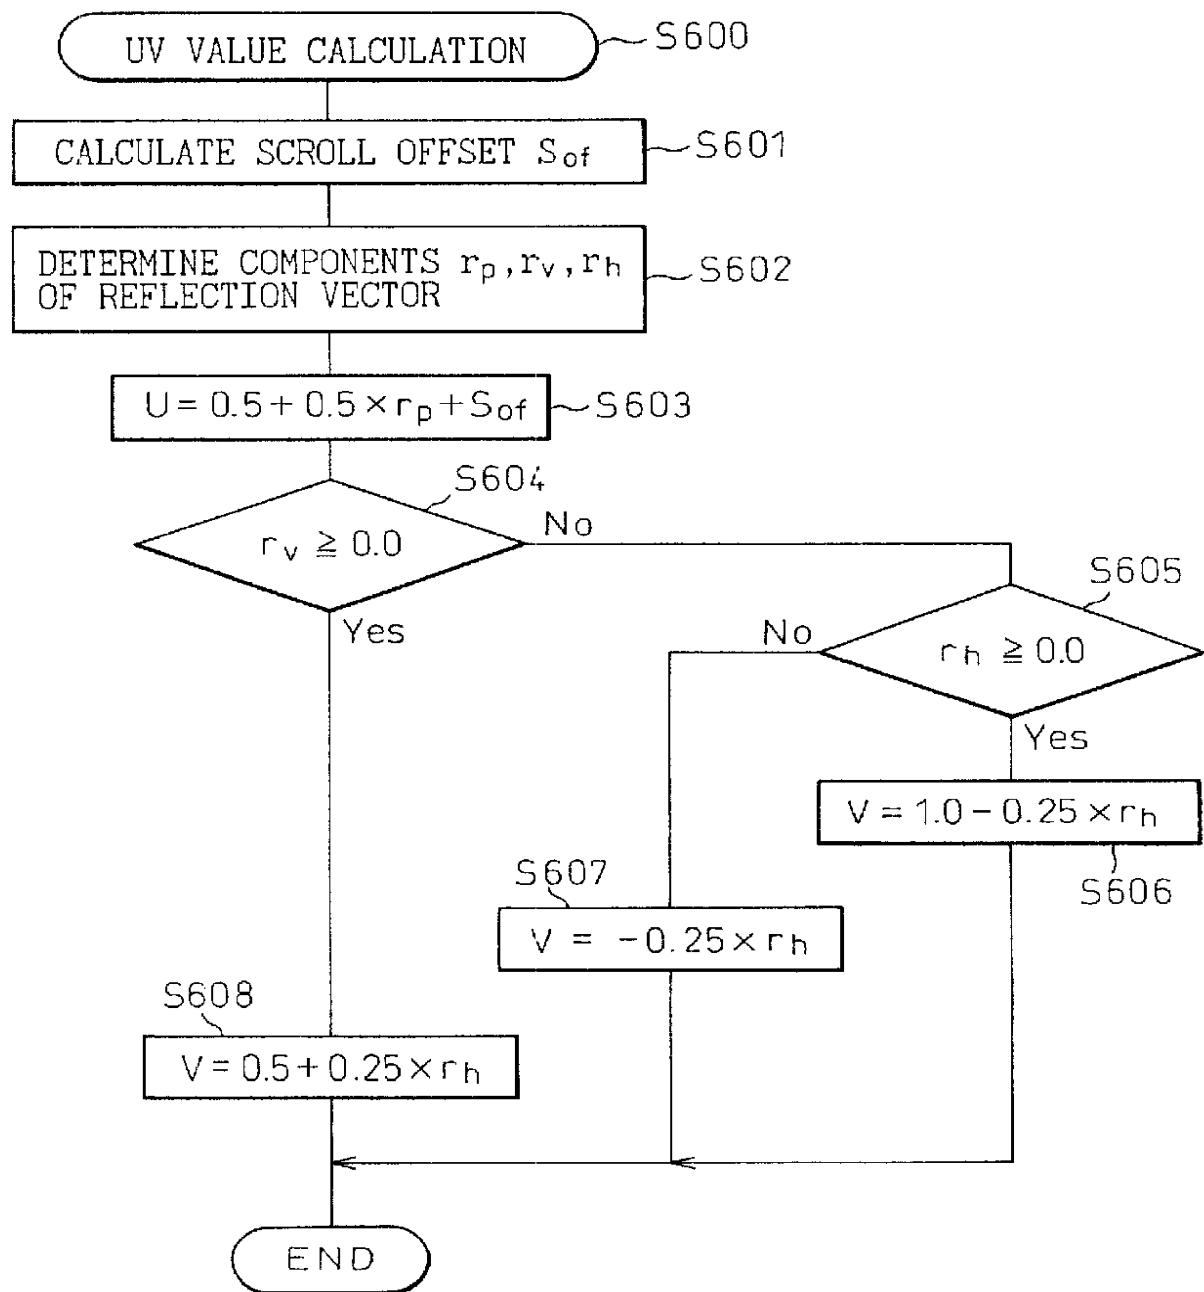 UV VALUE CALCULATION
S600
CALCULATE SCROLL OFFSET Sof
S601
DETERMINE COMPONENTS rp, rv, rh
OF REFLECTION VECTOR
S602
U = 0.5 + 0.5 × rp + Sof
S603
S604
rv ≧ 0.0
No
Yes
S605
rh ≧ 0.0
No
Yes
V = 1.0 − 0.25 × rh
S606
S607
V = −0.25 × rh
S608
V = 0.5 + 0.25 × rh
END